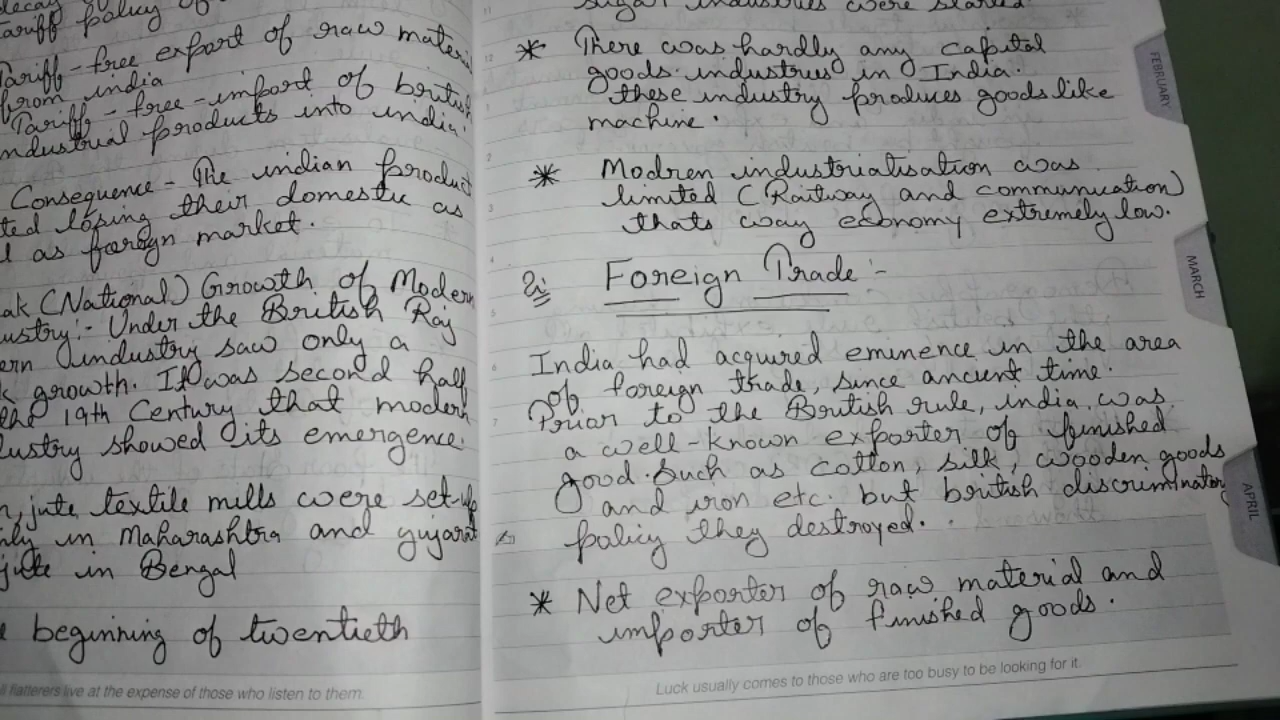 decay
tariff policy of
Tariff - free export of raw materi
from india
Tariff - free - import of british
industrial products into india.
Consequence - The indian product
ted losing their domestic as
l as foreign market.
ak (National) Growth of Modern
ustry:- Under the British Raj
ern industry saw only a
k growth. It was second half
the 19th Century that modern
dustry showed its emergence.
n, jute textile mills were set-up
nly in Maharashtra and gujarat
jute in Bengal
e beginning of twentieth
ll flatterers live at the expense of those who listen to them.
sugar industries were started
* There was hardly any capital
goods industries in India.
these industry produces goods like
machine.
* Modren industrialisation was
limited (Railway and communication)
thats way economy extremely low.
Foreign Trade :-
India had acquired eminence in the area
of foreign trade, since ancient time.
Prior to the British rule, india was
a well-known exporter of finished
good. Such as cotton, silk, wooden goods
and iron etc. but british discriminatory
policy they destroyed.
* Net exporter of raw material and
importer of finished goods.
Luck usually comes to those who are too busy to be looking for it.
FEBRUARY
MARCH
APRIL